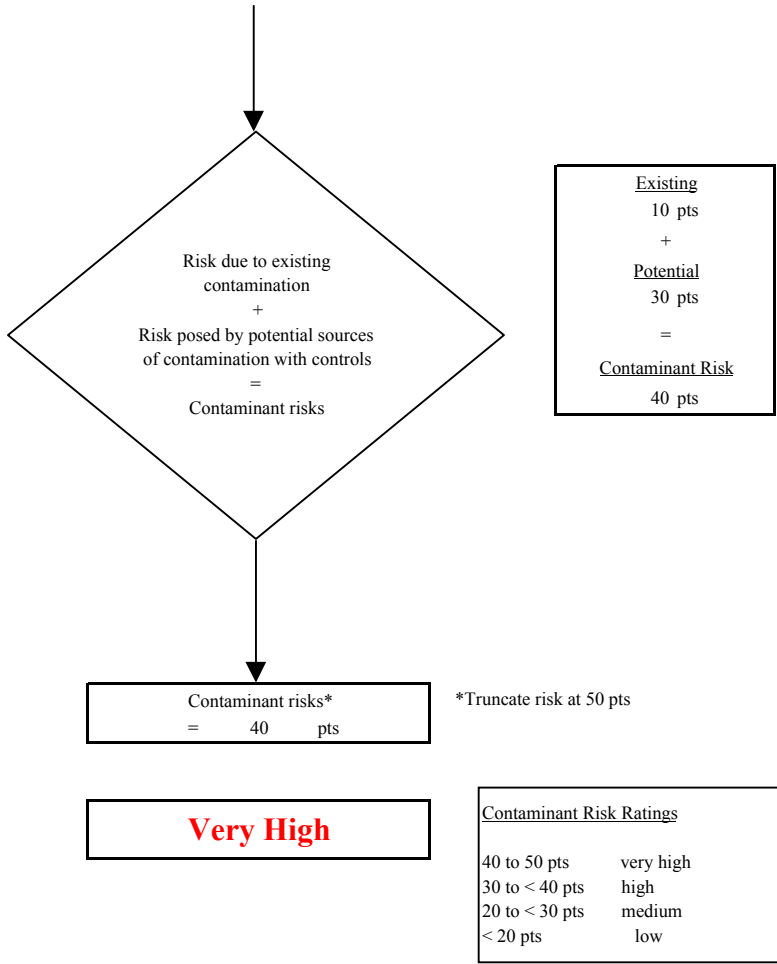 Risk due to existing
contamination
+
Risk posed by potential sources
of contamination with controls
=
Contaminant risks
Existing
10 pts
+
Potential
30 pts
=
Contaminant Risk
40 pts
Contaminant risks*
= 40 pts
*Truncate risk at 50 pts
Very High
Contaminant Risk Ratings
40 to 50 pts very high
30 to < 40 pts high
20 to < 30 pts medium
< 20 pts low